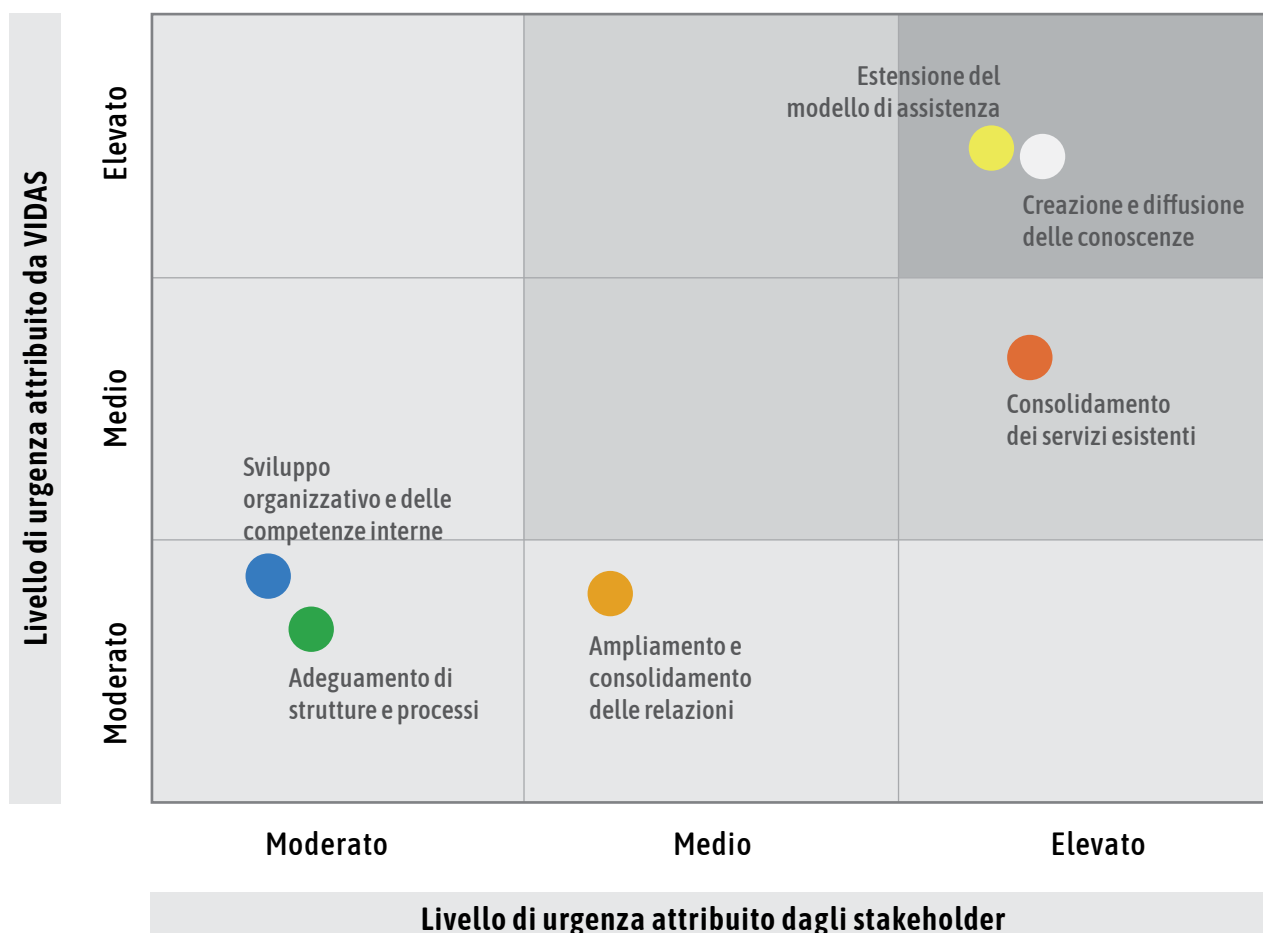 Livello di urgenza attribuito da VIDAS
Elevato
Medio
Moderato
Estensione del
modello di assistenza
Creazione e diffusione
delle conoscenze
Consolidamento
dei servizi esistenti
Sviluppo
organizzativo e delle
competenze interne
Adeguamento di
strutture e processi
Ampliamento e
consolidamento
delle relazioni
Moderato
Medio
Elevato
Livello di urgenza attribuito dagli stakeholder